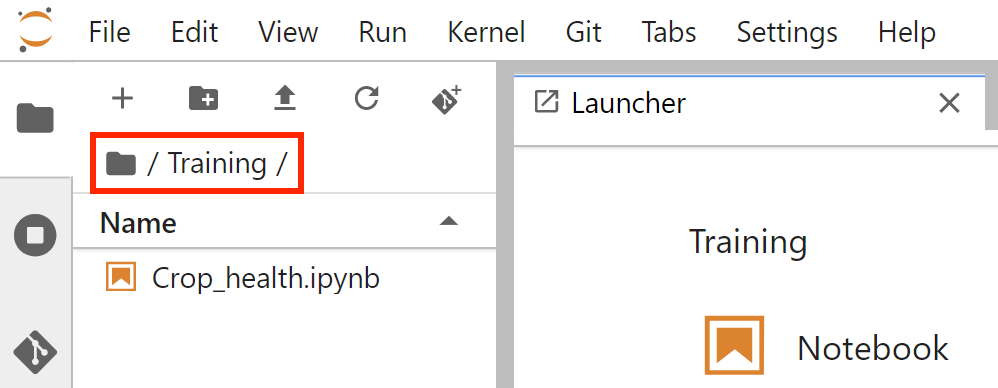 File Edit View Run Kernel Git Tabs Settings Help
Launcher
/ Training /
Name
Crop_health.ipynb
Training
Notebook